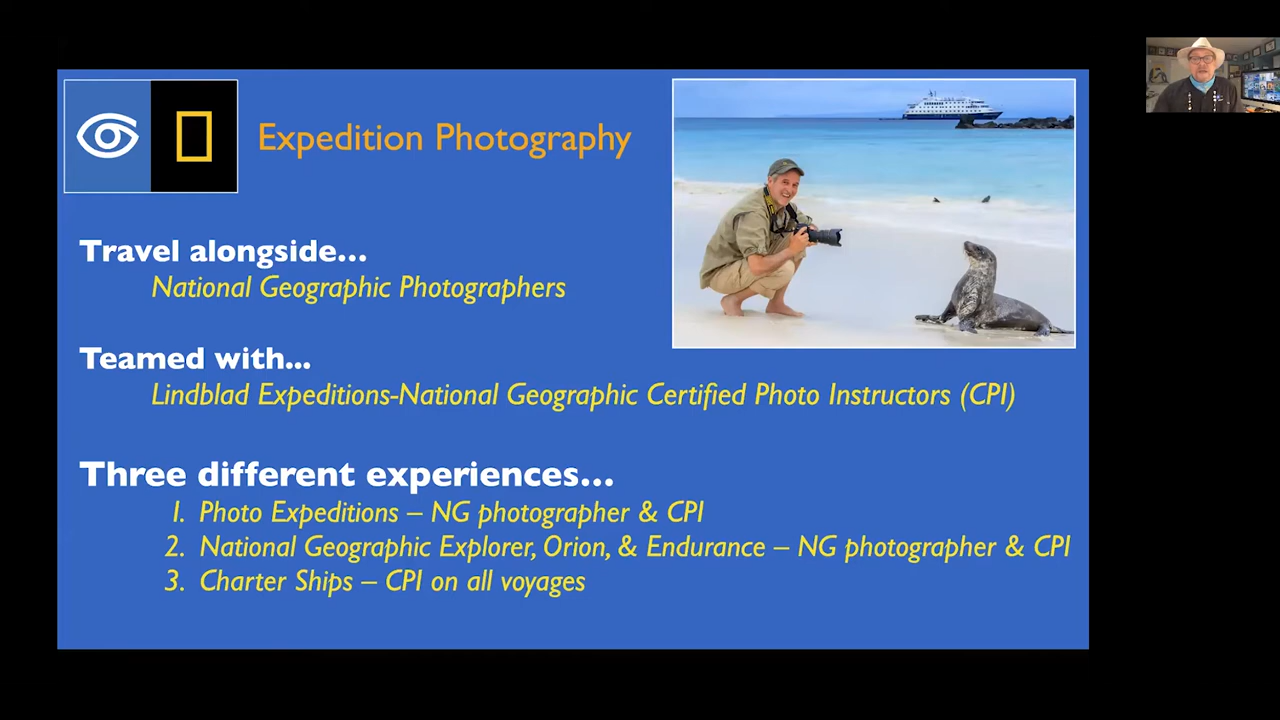 Expedition Photography
Travel alongside...
National Geographic Photographers
Teamed with...
Lindblad Expeditions-National Geographic Certified Photo Instructors (CPI)
Three different experiences...
1. Photo Expeditions – NG photographer & CPI
2. National Geographic Explorer, Orion, & Endurance – NG photographer & CPI
3. Charter Ships – CPI on all voyages